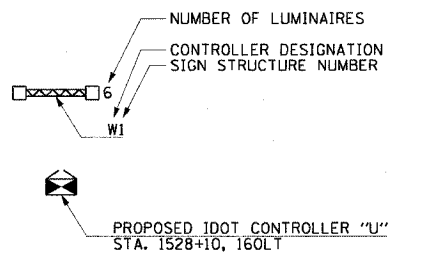 NUMBER OF LUMINAIRES
CONTROLLER DESIGNATION
SIGN STRUCTURE NUMBER
6
W1
PROPOSED IDOT CONTROLLER "U"
STA. 1528+10, 160LT